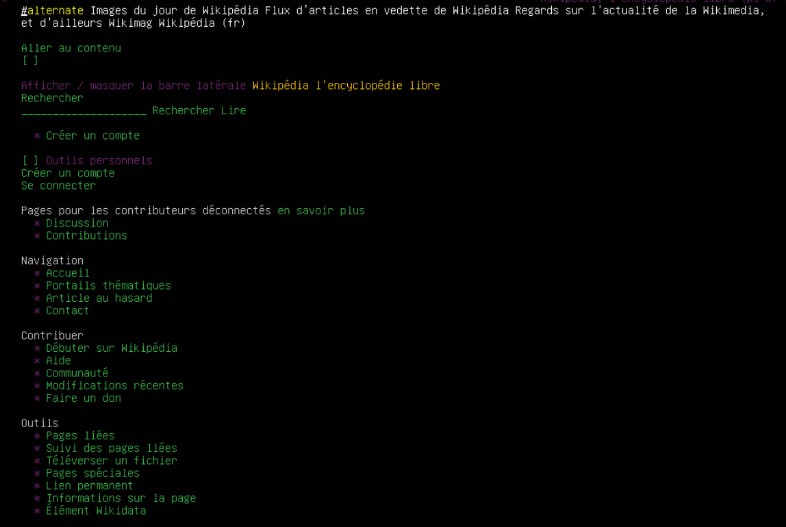 #alternate Images du jour de Wikipédia Flux d'articles en vedette de Wikipédia Regards sur l'actualité de la Wikimedia,
et d'ailleurs Wikimag Wikipédia (fr)
Aller au contenu
[ ]
Afficher / masquer la barre latérale Wikipédia l'encyclopédie libre
Rechercher
____________________ Rechercher Lire
* Créer un compte
[ ] Outils personnels
Créer un compte
Se connecter
Pages pour les contributeurs déconnectés en savoir plus
* Discussion
* Contributions
Navigation
* Accueil
* Portails thématiques
* Article au hasard
* Contact
Contribuer
* Débuter sur Wikipédia
* Aide
* Communauté
* Modifications récentes
* Faire un don
Outils
* Pages liées
* Suivi des pages liées
* Téléverser un fichier
* Pages spéciales
* Lien permanent
* Informations sur la page
* Élément Wikidata